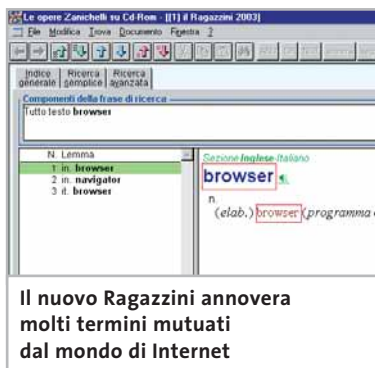 Le opere Zanichelli su Cd-Rom - [[1] il Ragazzini 2003]
File Modifica Trova Documento Finestra ?
Indice generale
Ricerca semplice
Ricerca avanzata
Componenti della frase di ricerca
Tutto testo browser
N. Lemma
1 in. browser
2 in. navigator
3 it. browser
Sezione Inglese-Italiano
browser ¶.
n.
(elab.) browser (programma
Il nuovo Ragazzini annovera
molti termini mutuati
dal mondo di Internet